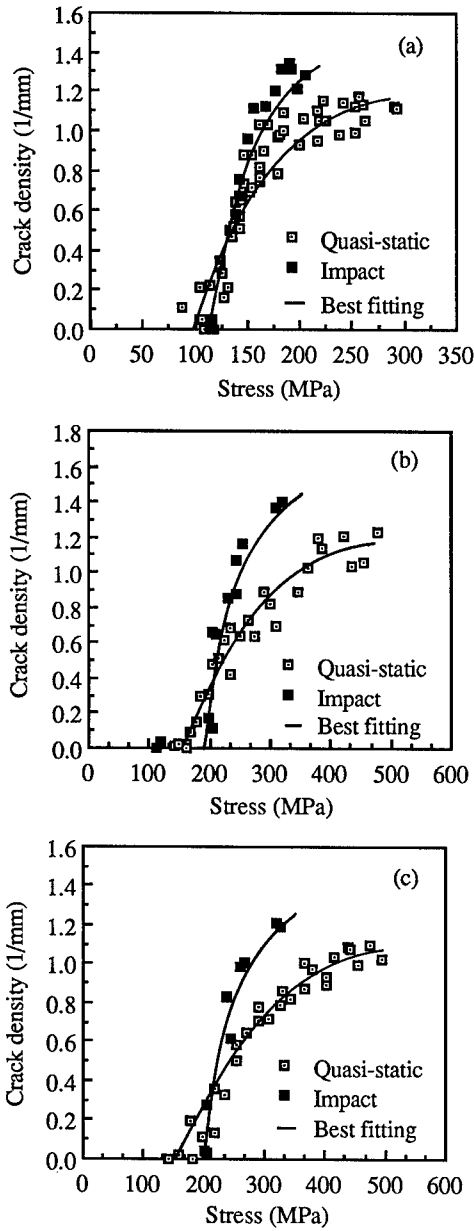 (a)
Crack density (1/mm)
1.6
1.4
1.2
1.0
0.8
0.6
0.4
0.2
0.0
Quasi-static
Impact
Best fitting
0 50 100 150 200 250 300 350
Stress (MPa)
(b)
Crack density (1/mm)
1.8
1.6
1.4
1.2
1.0
0.8
0.6
0.4
0.2
0.0
Quasi-static
Impact
Best fitting
0 100 200 300 400 500 600
Stress (MPa)
(c)
Crack density (1/mm)
1.6
1.4
1.2
1.0
0.8
0.6
0.4
0.2
0.0
Quasi-static
Impact
Best fitting
0 100 200 300 400 500 600
Stress (MPa)